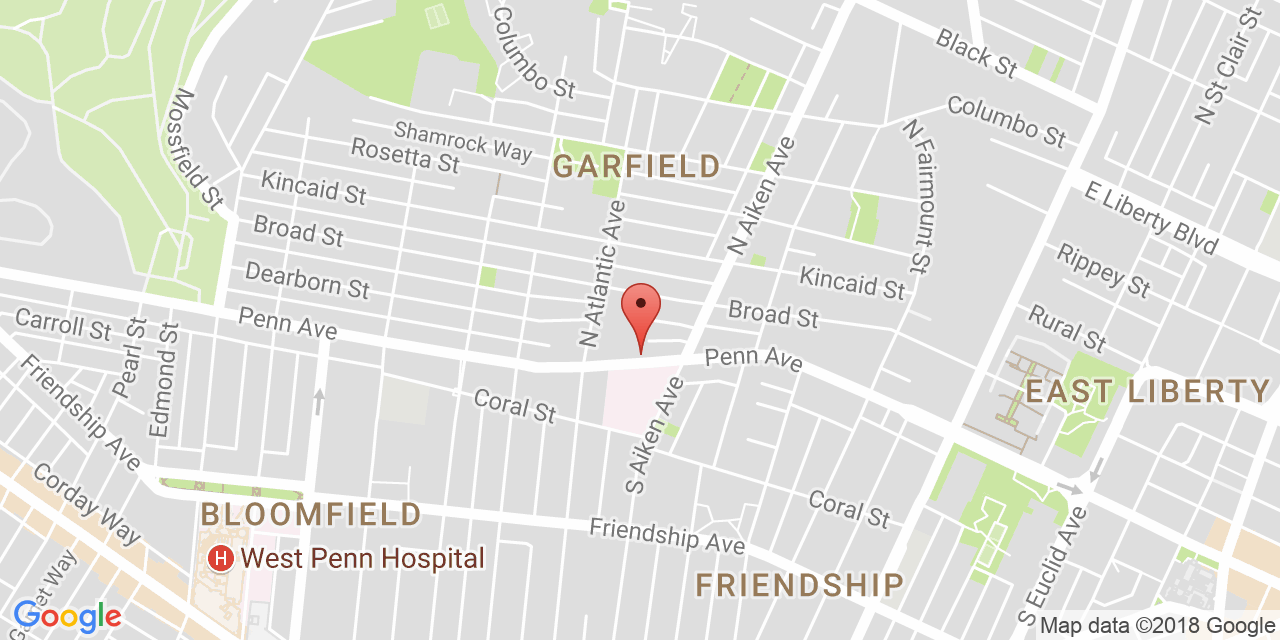 Columbo St
Black St
N St Clair St
Mossfield St
Columbo St
Shamrock Way
Rosetta St
GARFIELD
N Aiken Ave
N Fairmount St
Kincaid St
E Liberty Blvd
Broad St
N Atlantic Ave
Rippey St
Dearborn St
Kincaid St
Broad St
Carroll St
Penn Ave
Rural St
Pearl St
Edmond St
Penn Ave
Friendship Ave
EAST LIBERTY
Coral St
S Aiken Ave
Corday Way
BLOOMFIELD
Coral St
Friendship Ave
H West Penn Hospital
FRIENDSHIP
S Euclid Ave
Way
Google
Map data ©2018 Google